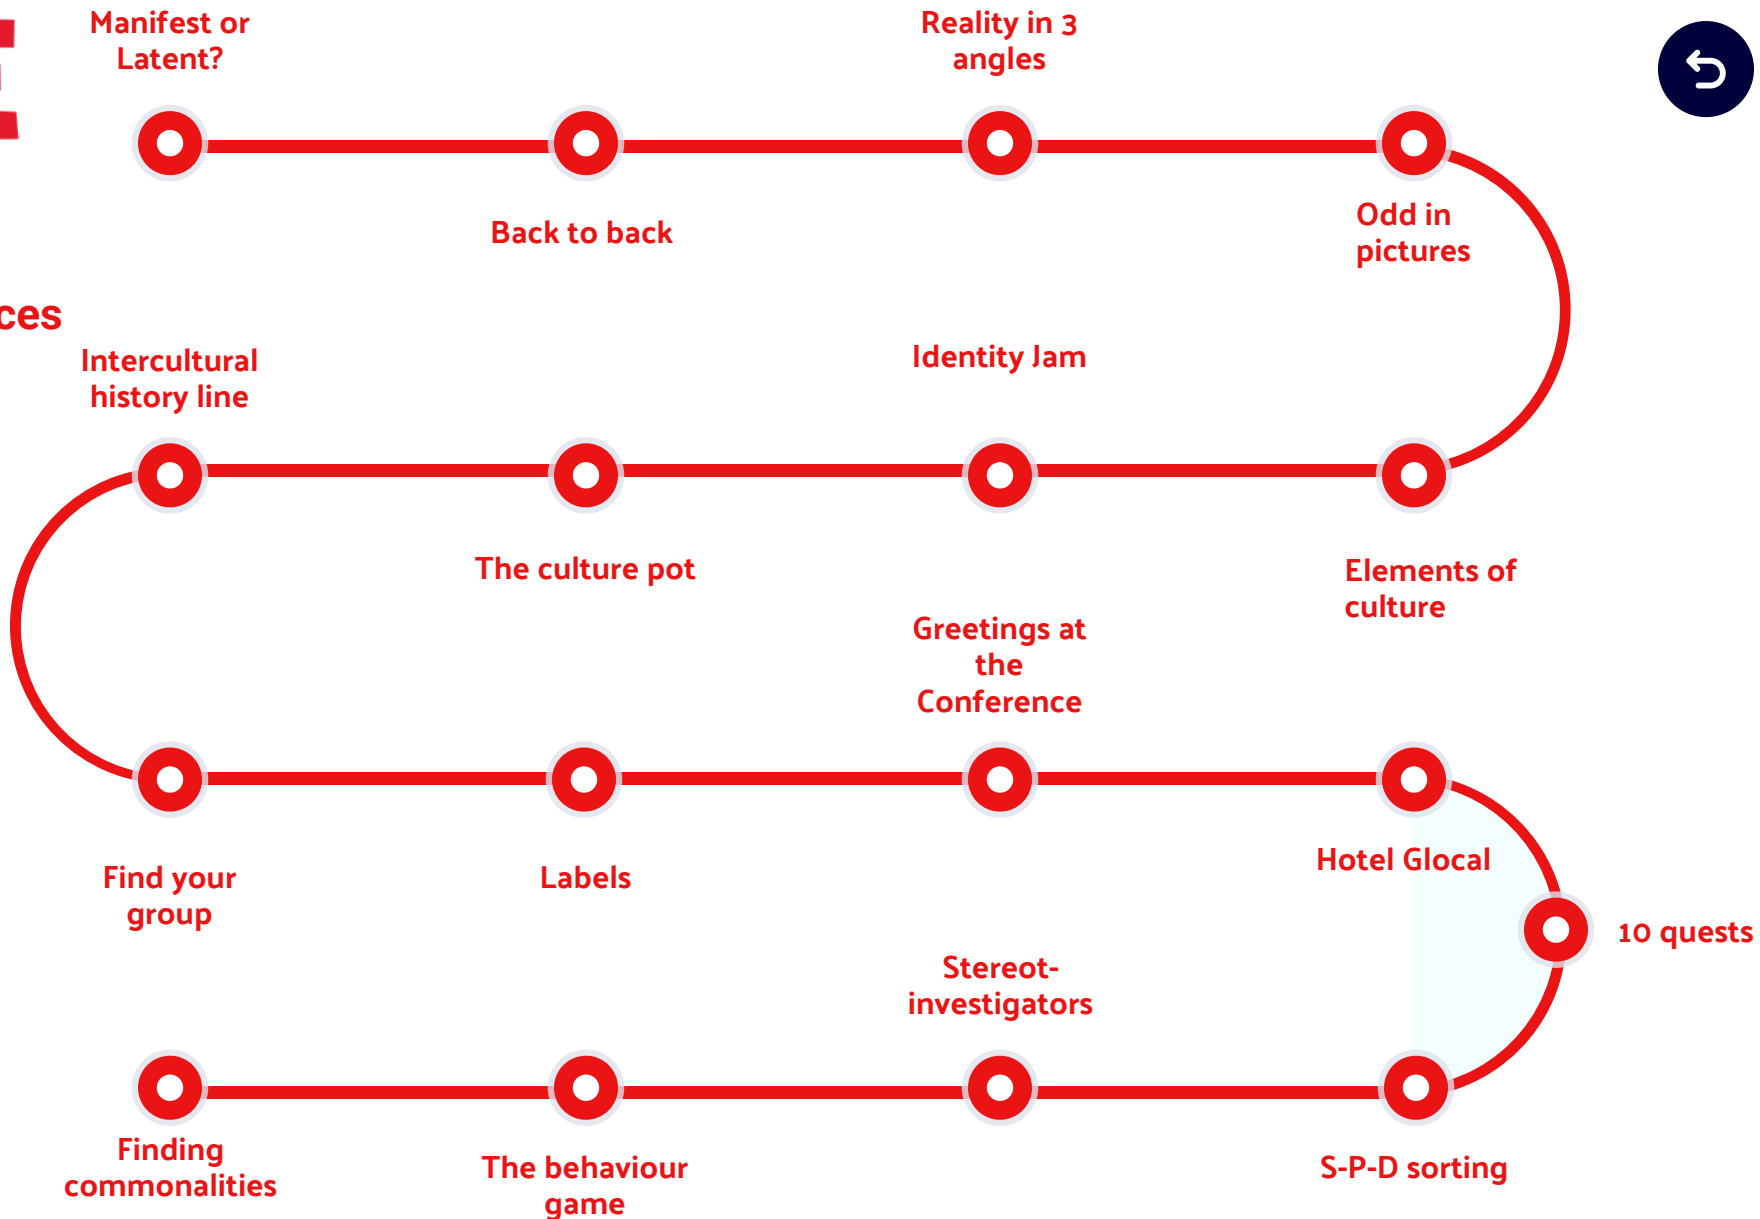 Manifest or
Latent?
Reality in 3
angles
Back to back
Odd in
pictures
ces
Intercultural
history line
Identity Jam
The culture pot
Elements of
culture
Greetings at
the
Conference
Find your
group
Labels
Hotel Glocal
10 quests
Stereot-
investigators
Finding
commonalities
The behaviour
game
S-P-D sorting